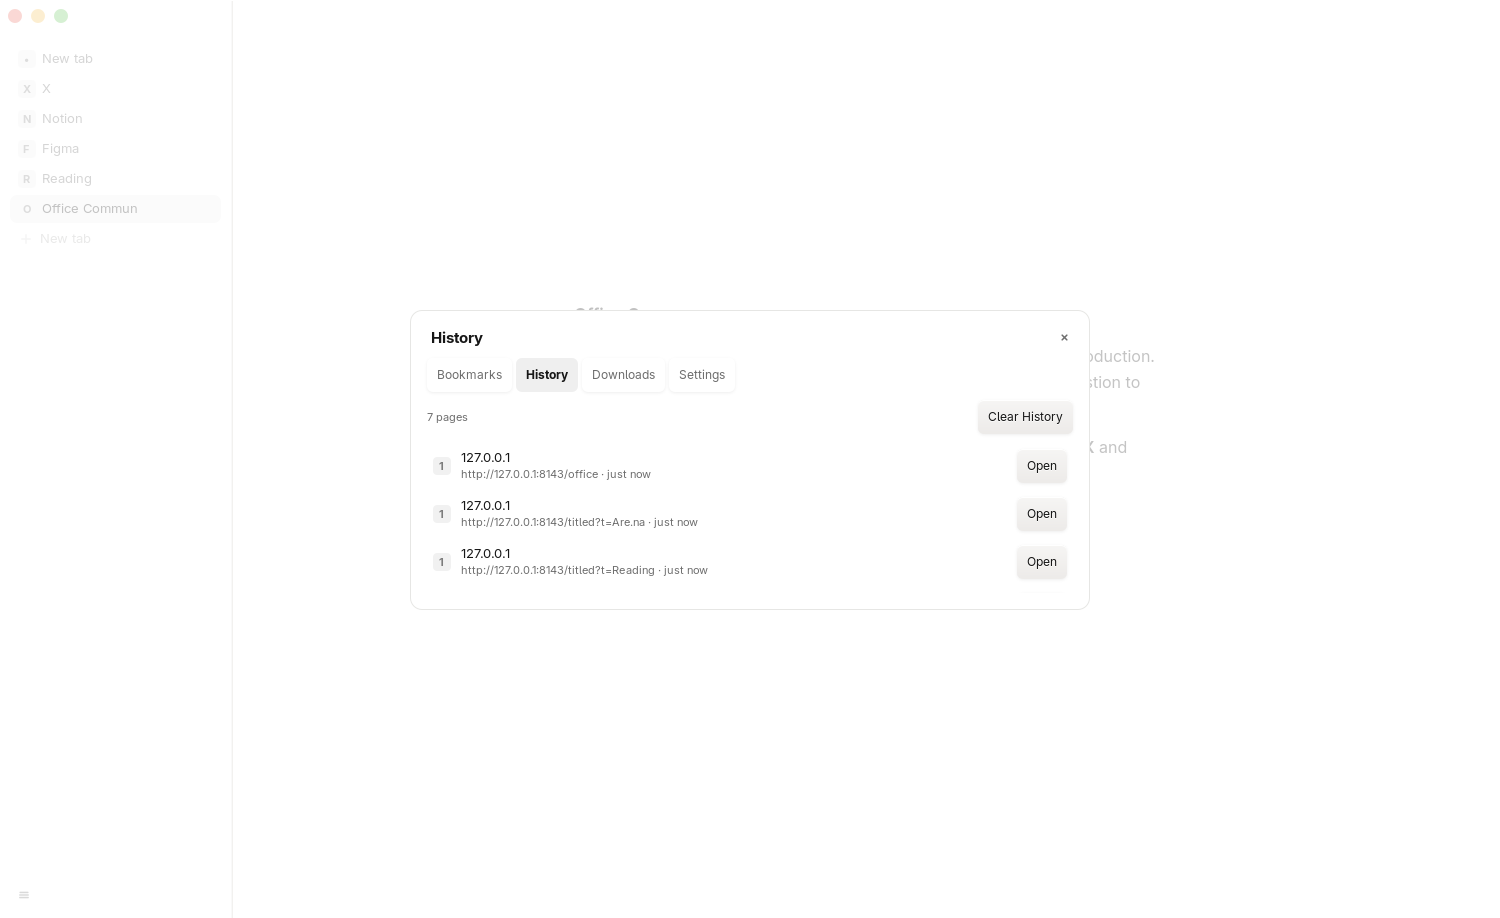 New tab
X X
N Notion
F Figma
R Reading
O Office Commun
+ New tab
History
×
Bookmarks History Downloads Settings
7 pages
Clear History
1 127.0.0.1
http://127.0.0.1:8143/office · just now
Open
1 127.0.0.1
http://127.0.0.1:8143/titled?t=Are.na · just now
Open
1 127.0.0.1
http://127.0.0.1:8143/titled?t=Reading · just now
Open
and